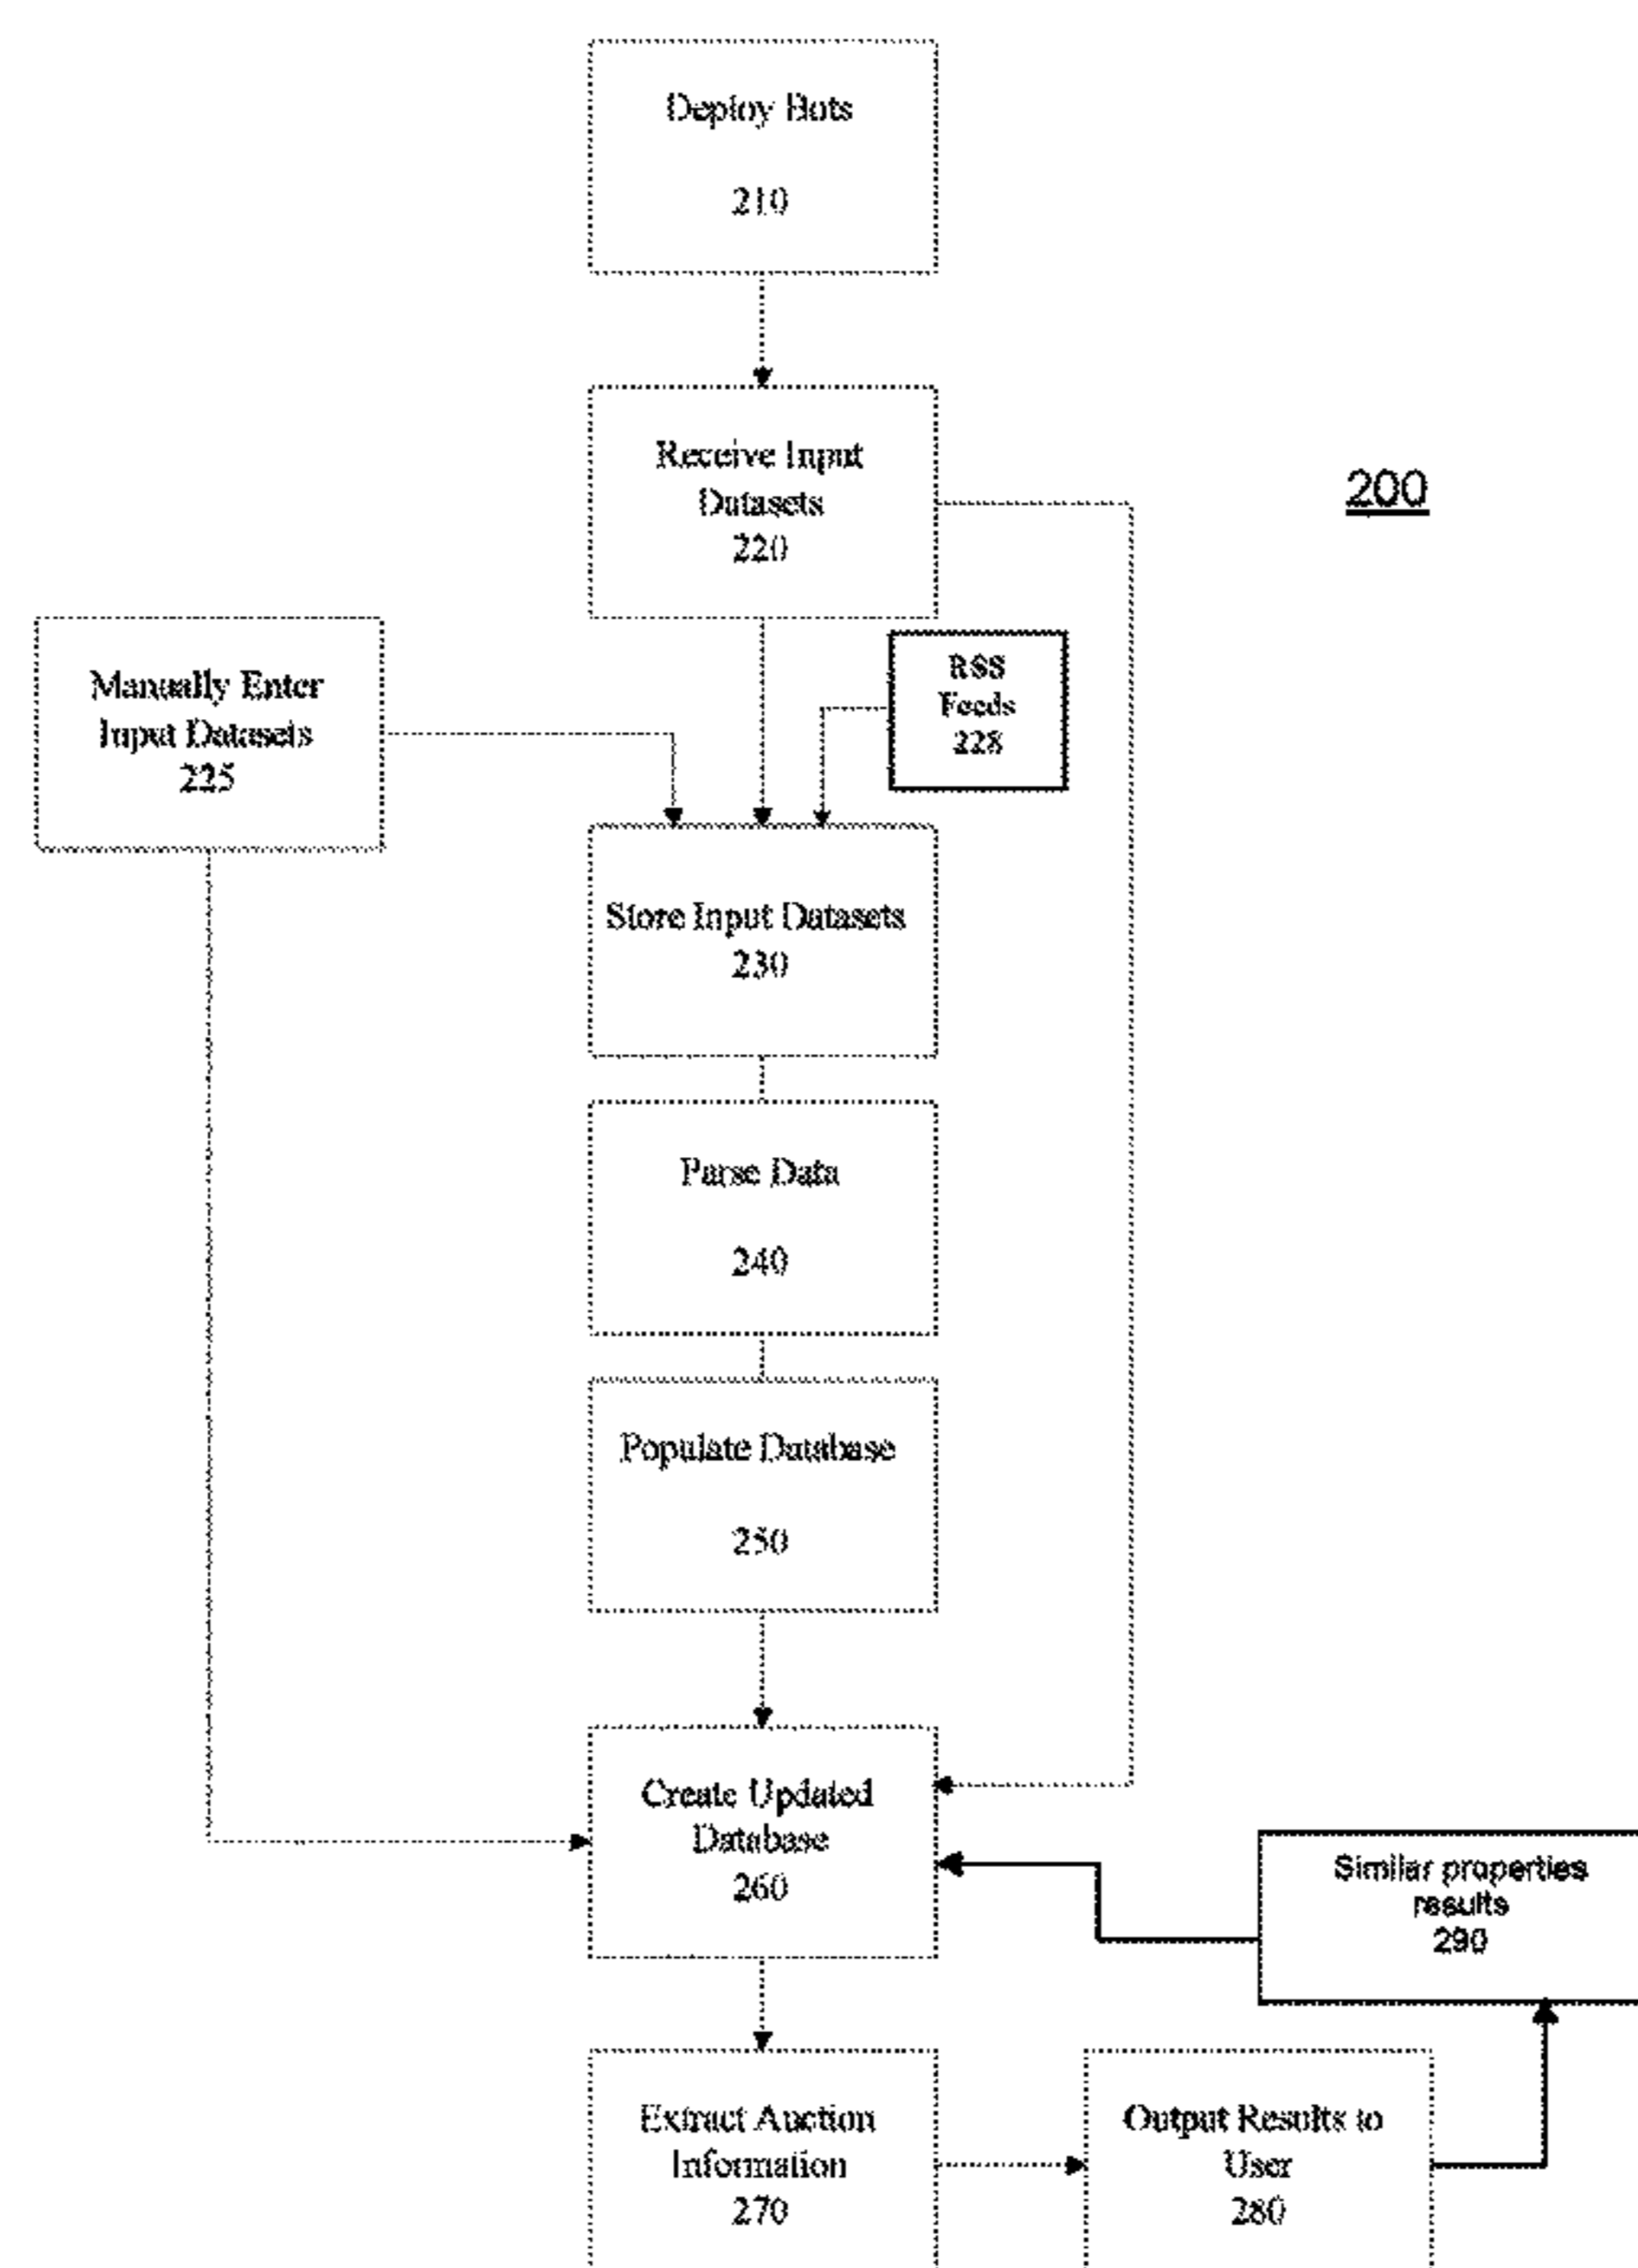 Deploy Bots
210
Receive Input
Datasets
220
200
Manually Enter
Input Datasets
225
RSS
Feeds
228
Store Input Datasets
230
Parse Data
240
Populate Database
250
Create Updated
Database
260
Similar properties
results
290
Extract Auction
Information
270
Output Results to
User
280